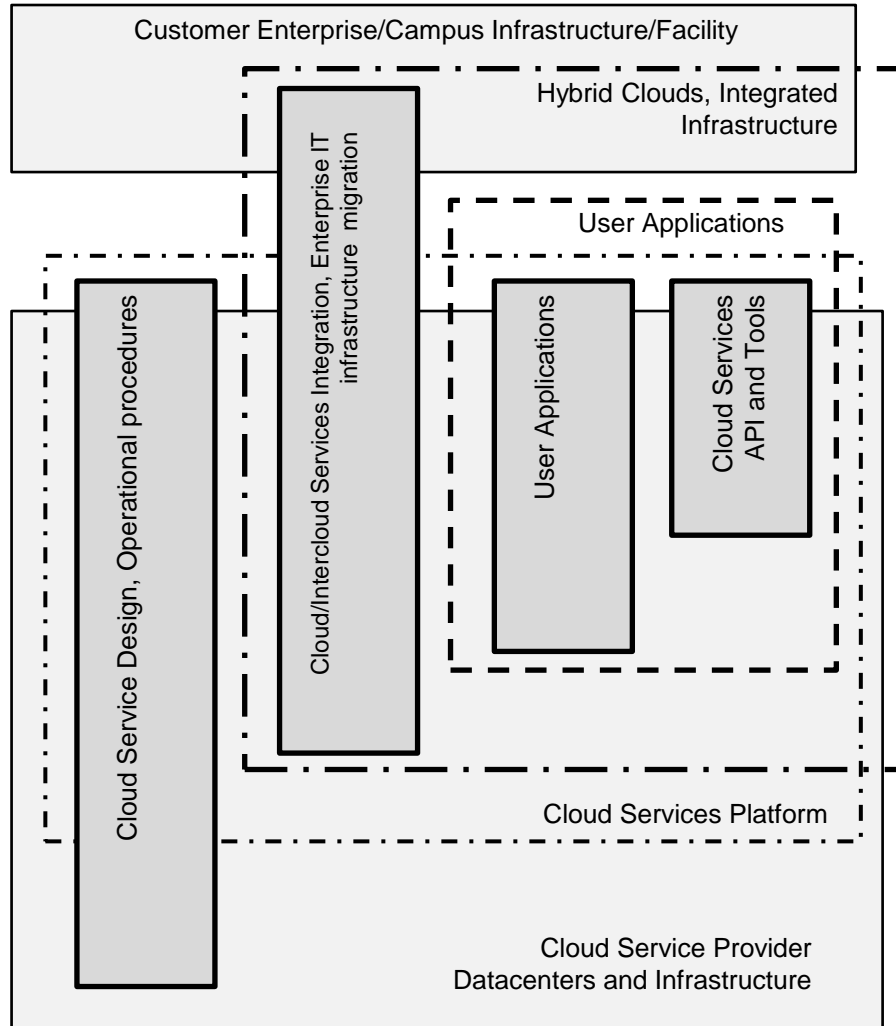 Customer Enterprise/Campus Infrastructure/Facility
Hybrid Clouds, Integrated
Infrastructure
User Applications
Cloud Service Design, Operational procedures
Cloud/Intercloud Services Integration, Enterprise IT
infrastructure migration
User Applications
Cloud Services
API and Tools
Cloud Services Platform
Cloud Service Provider
Datacenters and Infrastructure